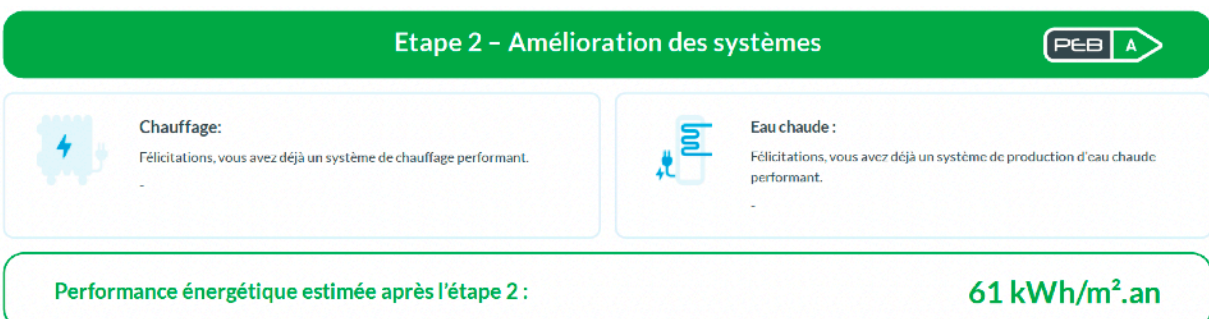 Etape 2 – Amélioration des systèmes
PEB A
Chauffage:
Félicitations, vous avez déjà un système de chauffage performant.
-
Eau chaude :
Félicitations, vous avez déjà un système de production d'eau chaude
performant.
-
Performance énergétique estimée après l'étape 2 :
61 kWh/m².an